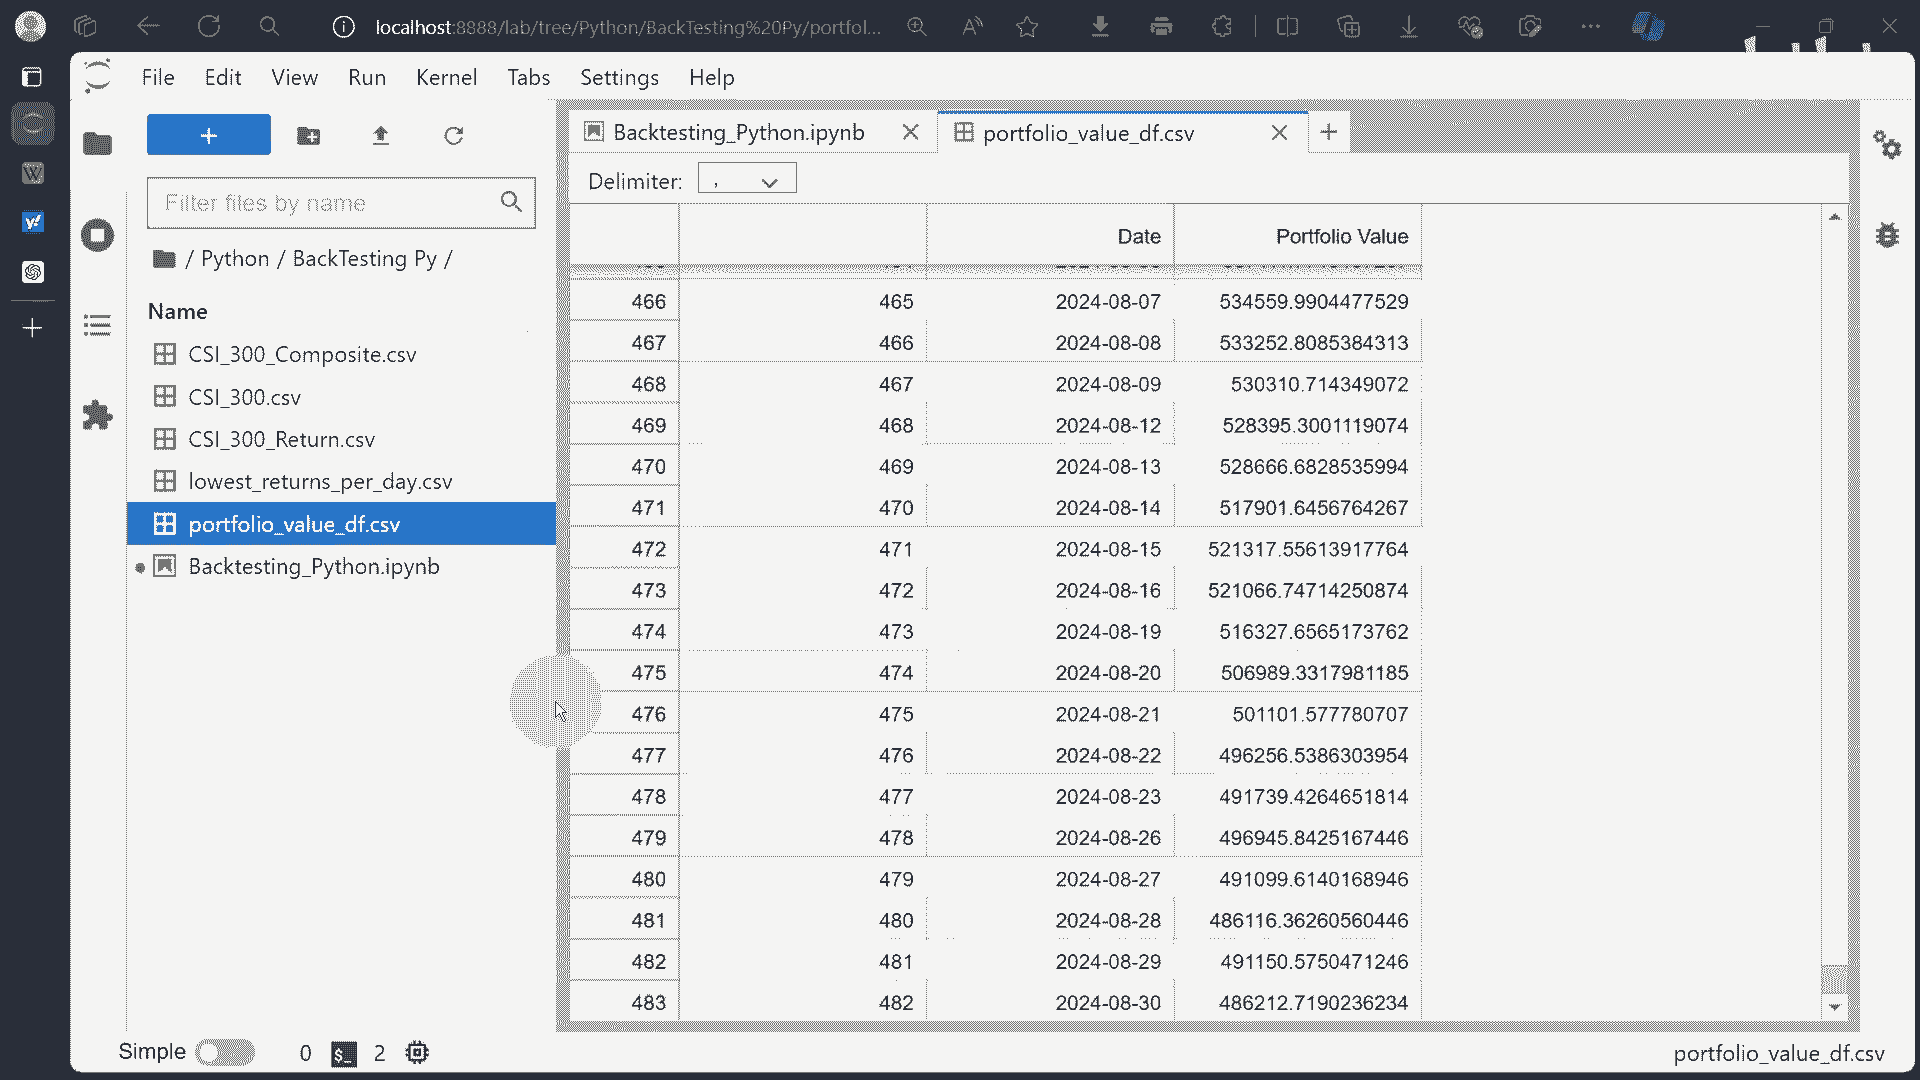 localhost:8888/lab/tree/Python/BackTesting%20Py/portfol...
File Edit View Run Kernel Tabs Settings Help
+
Backtesting_Python.ipynb
portfolio_value_df.csv
Delimiter: ,
Filter files by name
/ Python / BackTesting Py /
Name
CSI_300_Composite.csv
CSI_300.csv
CSI_300_Return.csv
lowest_returns_per_day.csv
portfolio_value_df.csv
Backtesting_Python.ipynb
Date Portfolio Value
466 465 2024-08-07 534559.9904477529
467 466 2024-08-08 533252.8085384313
468 467 2024-08-09 530310.714349072
469 468 2024-08-12 528395.3001119074
470 469 2024-08-13 528666.6828535994
471 470 2024-08-14 517901.6456764267
472 471 2024-08-15 521317.55613917764
473 472 2024-08-16 521066.74714250874
474 473 2024-08-19 516327.6565173762
475 474 2024-08-20 506989.3317981185
476 475 2024-08-21 501101.577780707
477 476 2024-08-22 496256.5386303954
478 477 2024-08-23 491739.4264651814
479 478 2024-08-26 496945.8425167446
480 479 2024-08-27 491099.6140168946
481 480 2024-08-28 486116.36260560446
482 481 2024-08-29 491150.5750471246
483 482 2024-08-30 486212.7190236234
Simple 0 $_ 2
portfolio_value_df.csv